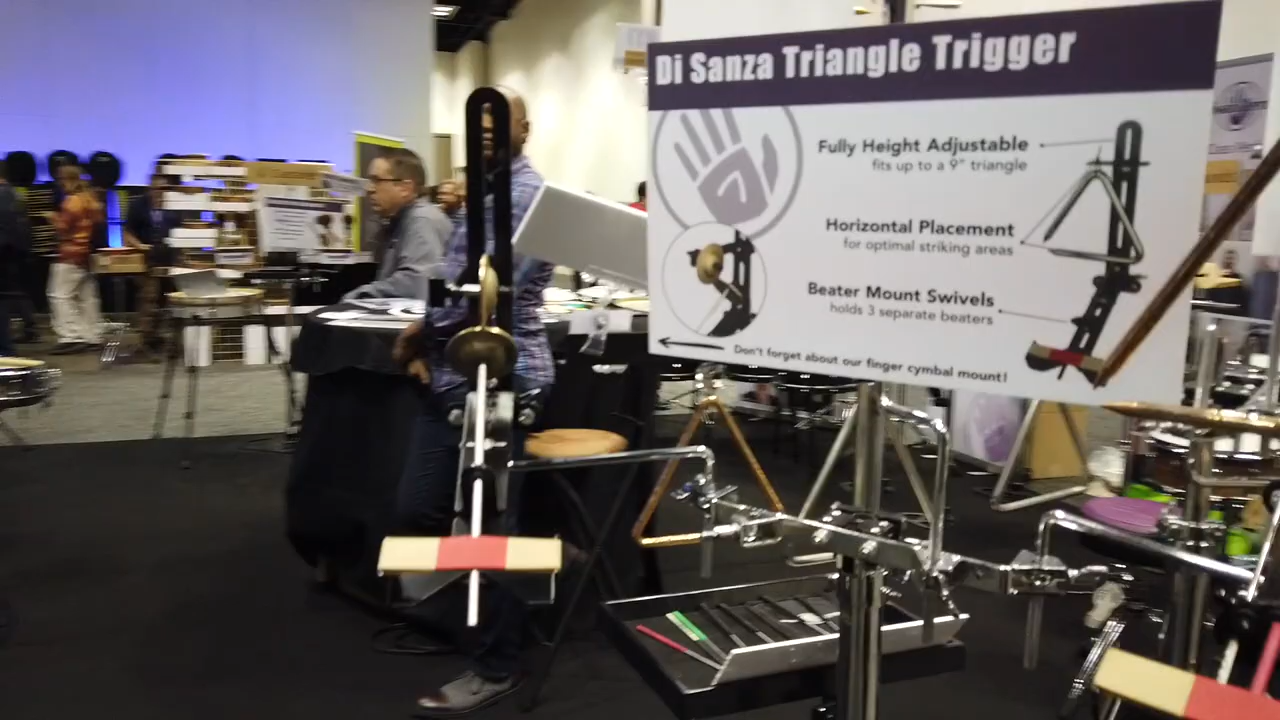 Di Sanza Triangle Trigger
Fully Height Adjustable
fits up to a 9" triangle
Horizontal Placement
for optimal striking areas
Beater Mount Swivels
holds 3 separate beaters
Don't forget about our finger cymbal mount!